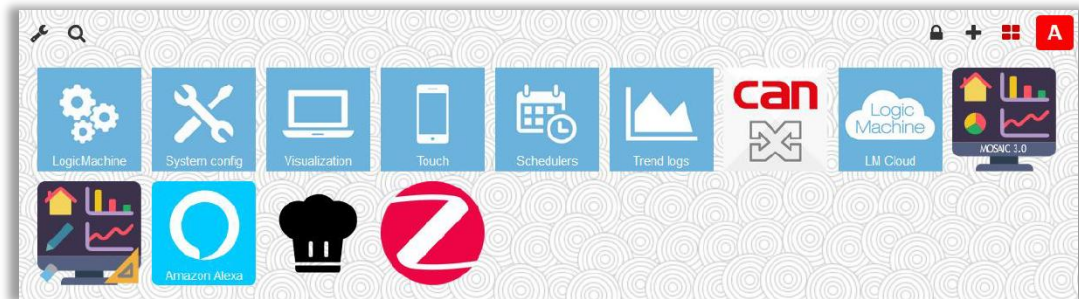 A
LogicMachine
System config
Visualization
Touch
Schedulers
Trend logs
can
Logic
Machine
LM Cloud
MOSAIC 3.0
Amazon Alexa
Z